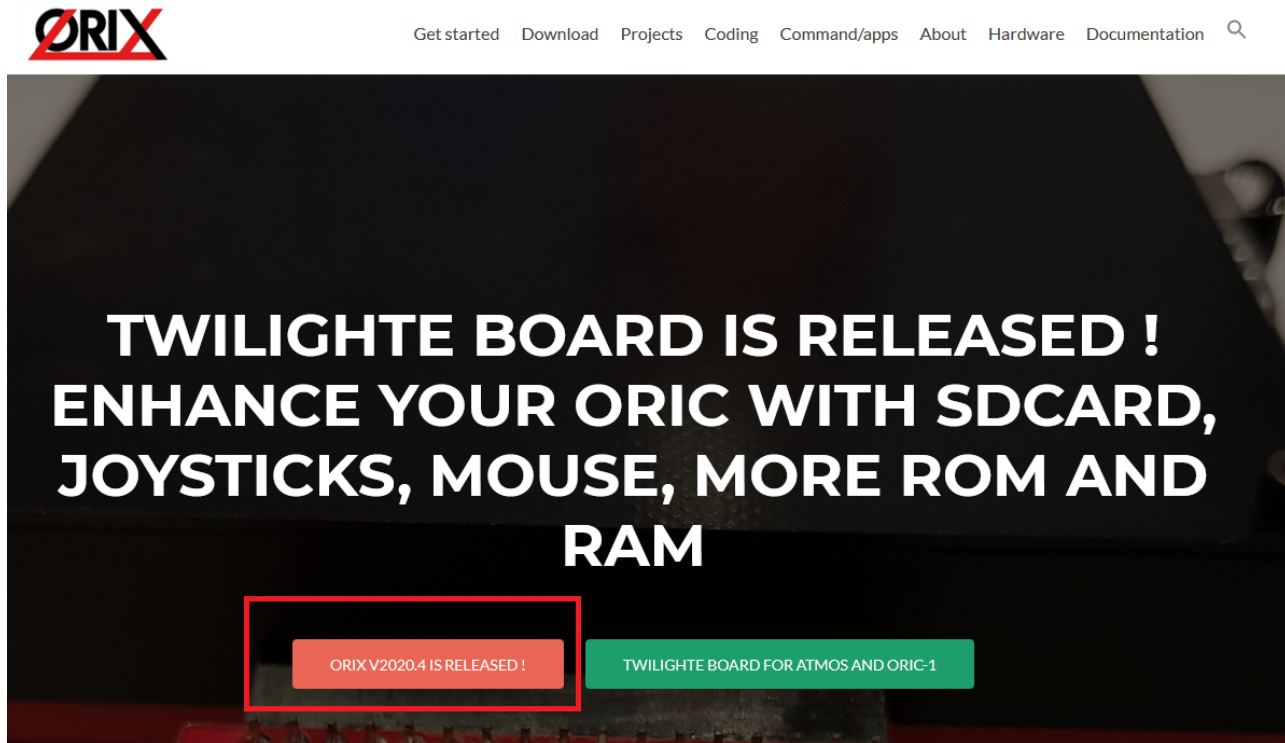 ØRIX
Get started Download Projects Coding Command/apps About Hardware Documentation
TWILIGHTE BOARD IS RELEASED !
ENHANCE YOUR ORIC WITH SDCARD,
JOYSTICKS, MOUSE, MORE ROM AND
RAM
ORIX V2020.4 IS RELEASED ! TWILIGHTE BOARD FOR ATMOS AND ORIC-1